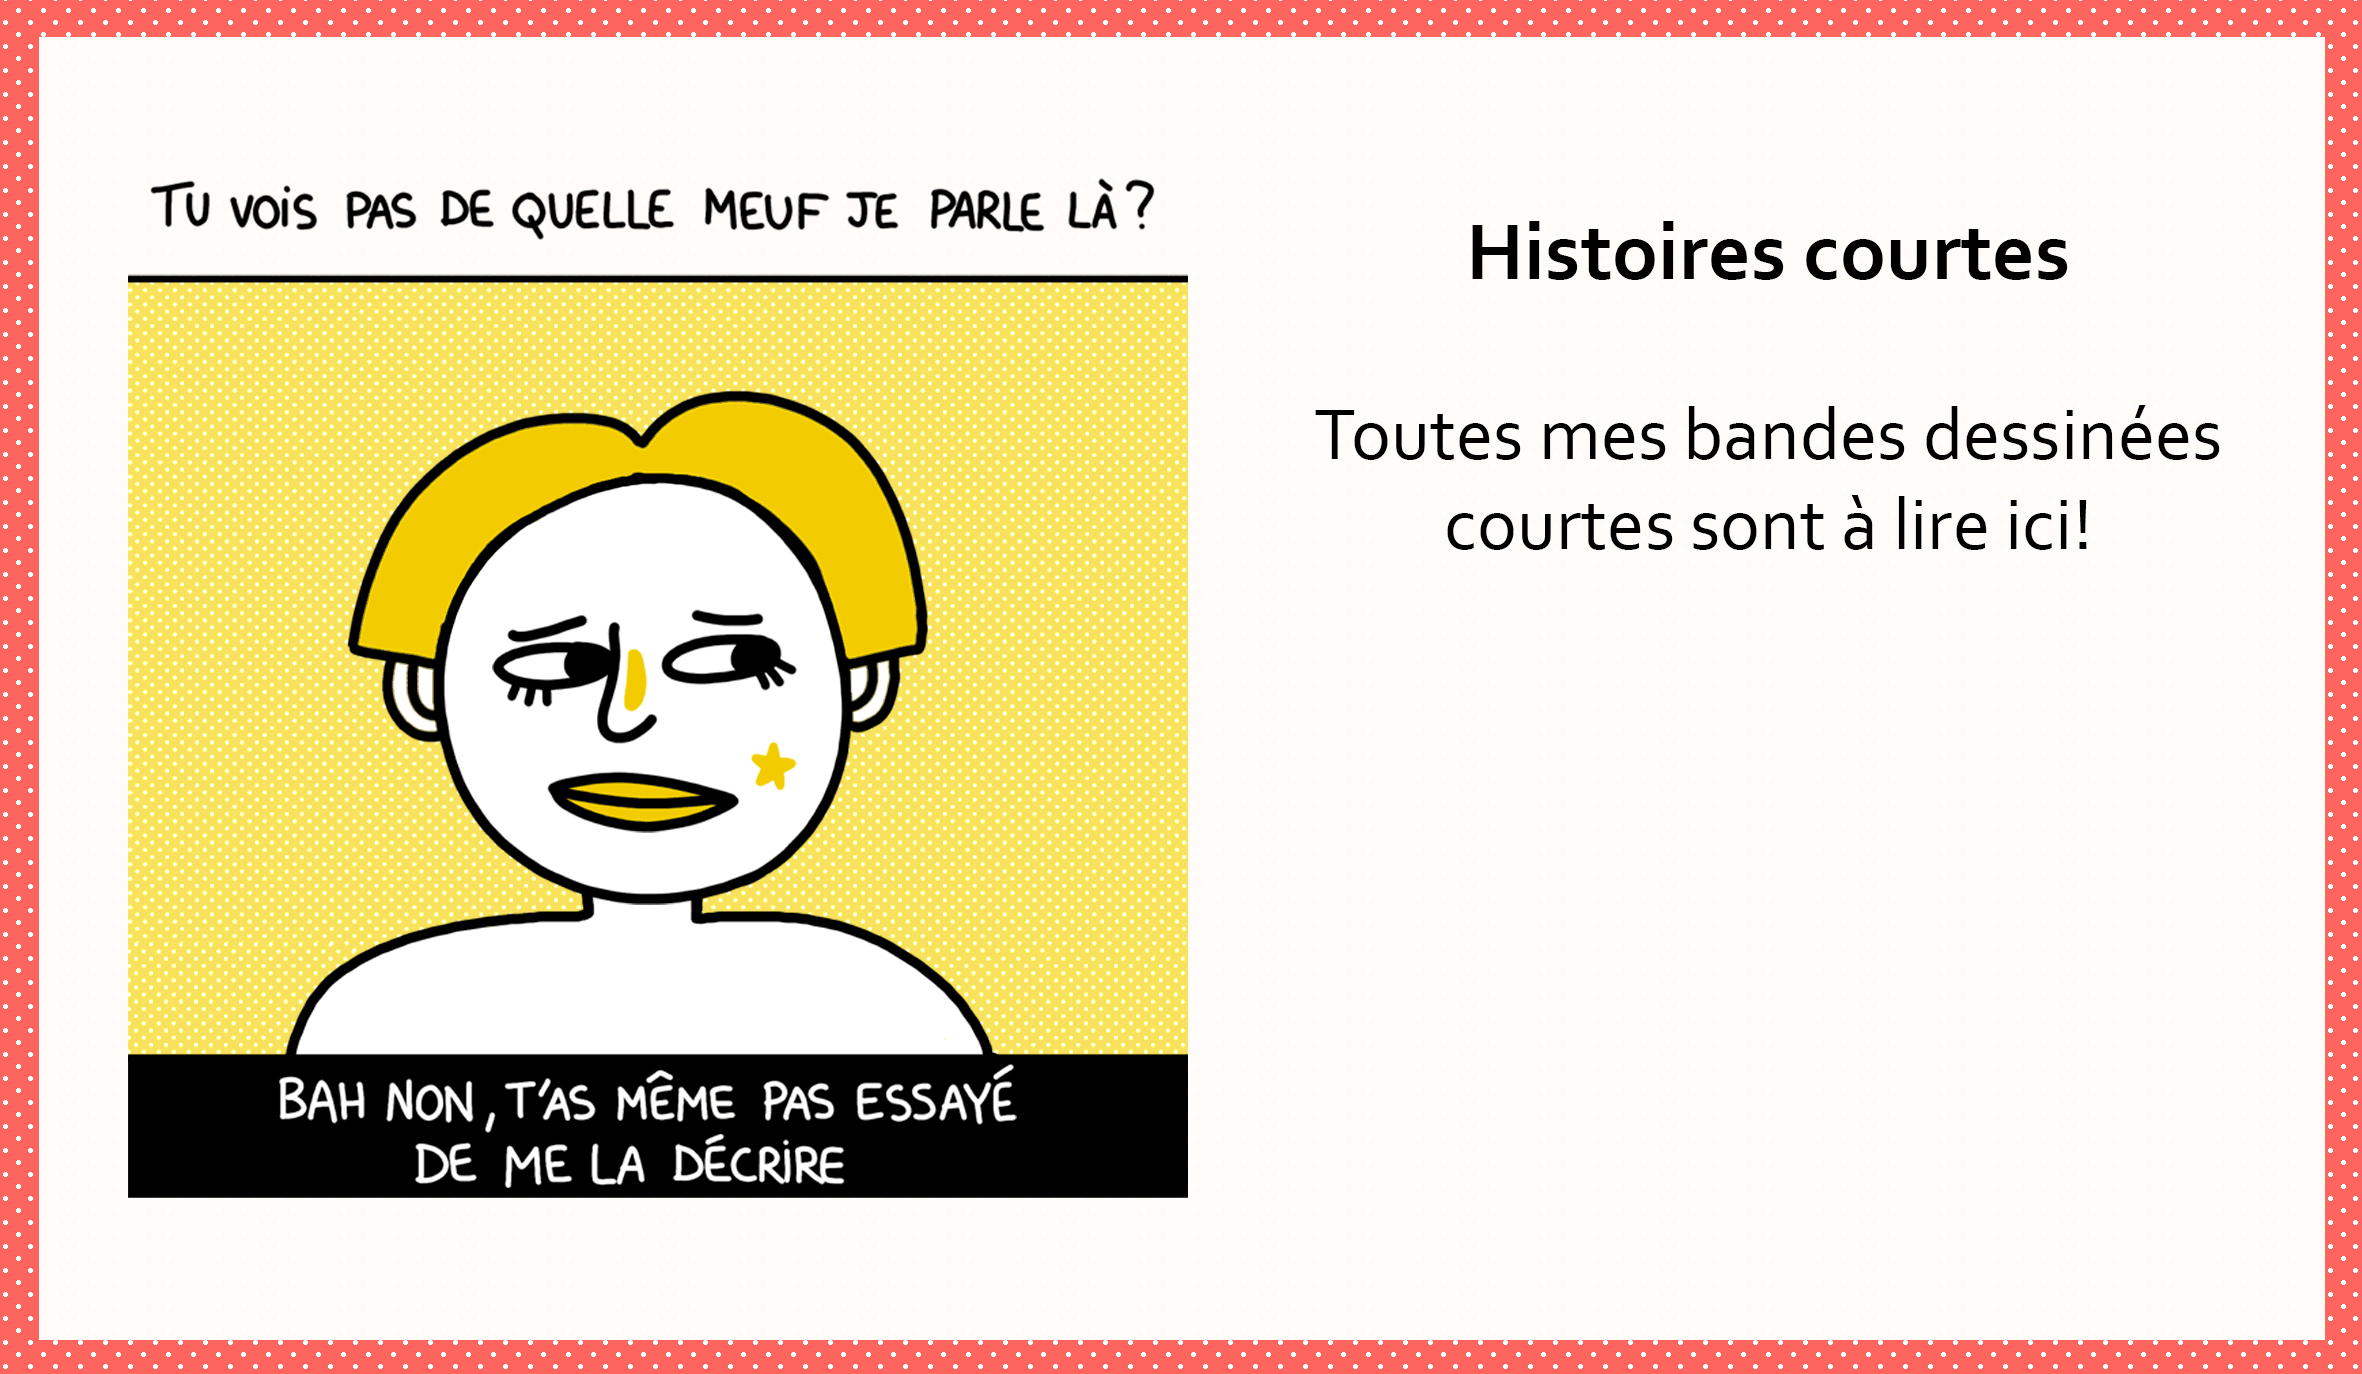 TU VOIS PAS DE QUELLE MEUF JE PARLE LÀ?
BAH NON, T'AS MÊME PAS ESSAYÉ
DE ME LA DÉCRIRE
Histoires courtes
Toutes mes bandes dessinées
courtes sont à lire ici!